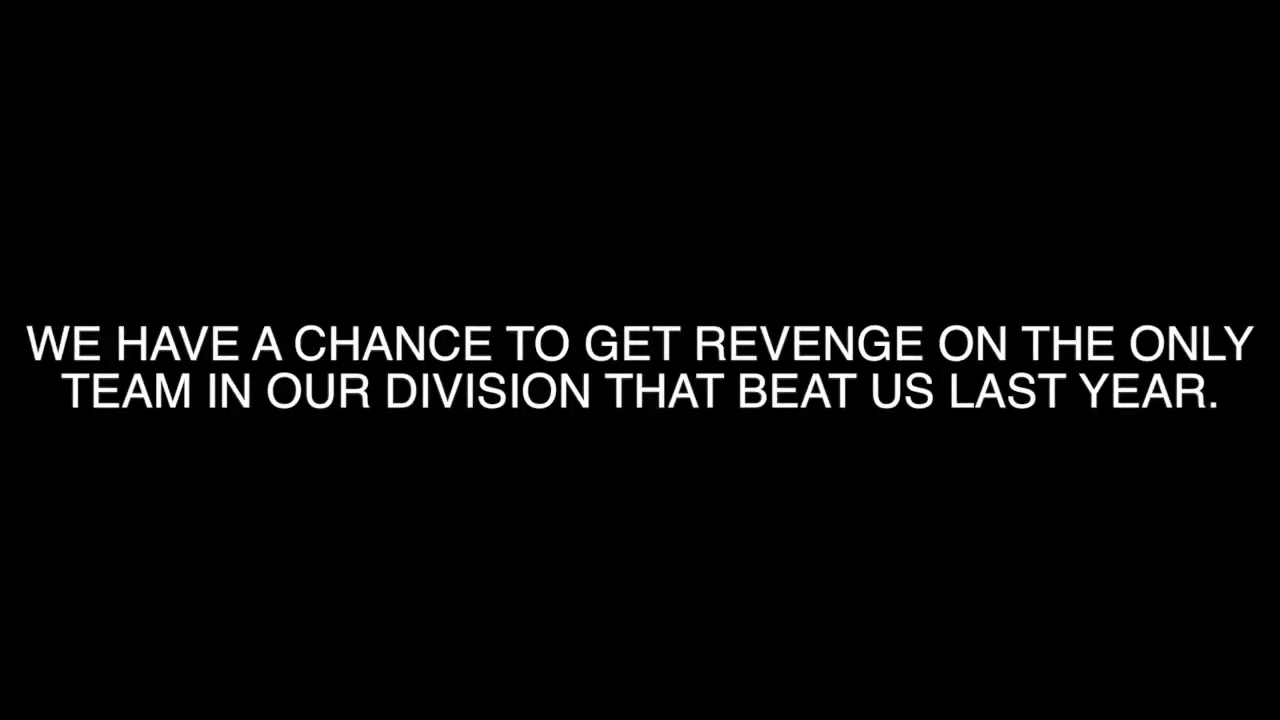 WE HAVE A CHANCE TO GET REVENGE ON THE ONLY
TEAM IN OUR DIVISION THAT BEAT US LAST YEAR.